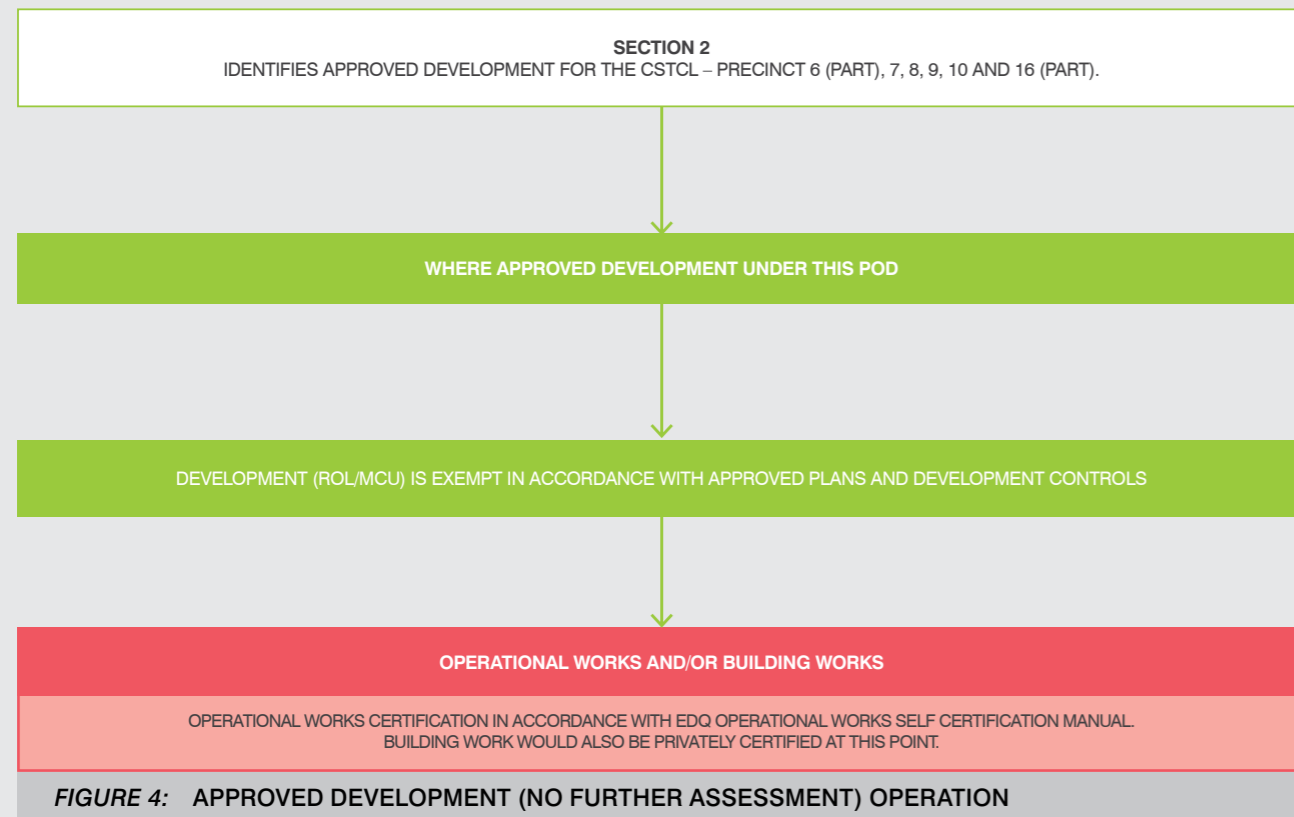 SECTION 2
IDENTIFIES APPROVED DEVELOPMENT FOR THE CSTCL – PRECINCT 6 (PART), 7, 8, 9, 10 AND 16 (PART).
WHERE APPROVED DEVELOPMENT UNDER THIS POD
DEVELOPMENT (ROL/MCU) IS EXEMPT IN ACCORDANCE WITH APPROVED PLANS AND DEVELOPMENT CONTROLS
OPERATIONAL WORKS AND/OR BUILDING WORKS
OPERATIONAL WORKS CERTIFICATION IN ACCORDANCE WITH EDQ OPERATIONAL WORKS SELF CERTIFICATION MANUAL.
BUILDING WORK WOULD ALSO BE PRIVATELY CERTIFIED AT THIS POINT.
FIGURE 4: APPROVED DEVELOPMENT (NO FURTHER ASSESSMENT) OPERATION